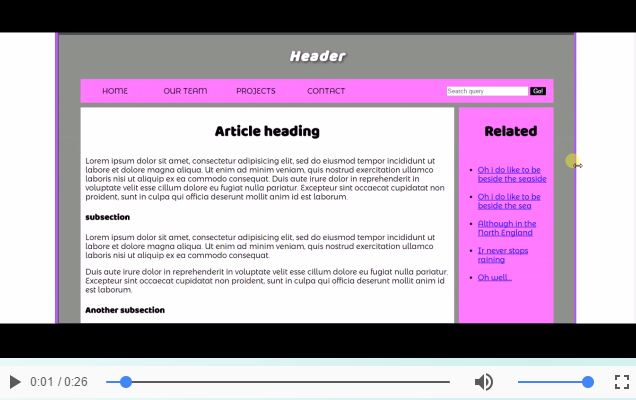 Header
HOME OUR TEAM PROJECTS CONTACT Search query Go!
Article heading
Lorem ipsum dolor sit amet, consectetur adipisicing elit, sed do eiusmod tempor incididunt ut
labore et dolore magna aliqua. Ut enim ad minim veniam, quis nostrud exercitation ullamco
laboris nisi ut aliquip ex ea commodo consequat. Duis aute irure dolor in reprehenderit in
voluptate velit esse cillum dolore eu fugiat nulla pariatur. Excepteur sint occaecat cupidatat non
proident, sunt in culpa qui officia deserunt mollit anim id est laborum.
subsection
Lorem ipsum dolor sit amet, consectetur adipisicing elit, sed do eiusmod tempor incididunt ut
labore et dolore magna aliqua. Ut enim ad minim veniam, quis nostrud exercitation ullamco
laboris nisi ut aliquip ex ea commodo consequat.
Duis aute irure dolor in reprehenderit in voluptate velit esse cillum dolore eu fugiat nulla pariatur.
Excepteur sint occaecat cupidatat non proident, sunt in culpa qui officia deserunt mollit anim id
est laborum.
Another subsection
Related
Oh i do like to be
beside the seaside
Oh i do like to be
beside the sea
Although in the
North England
Ir never stops
raining
Oh well...
0:01 / 0:26